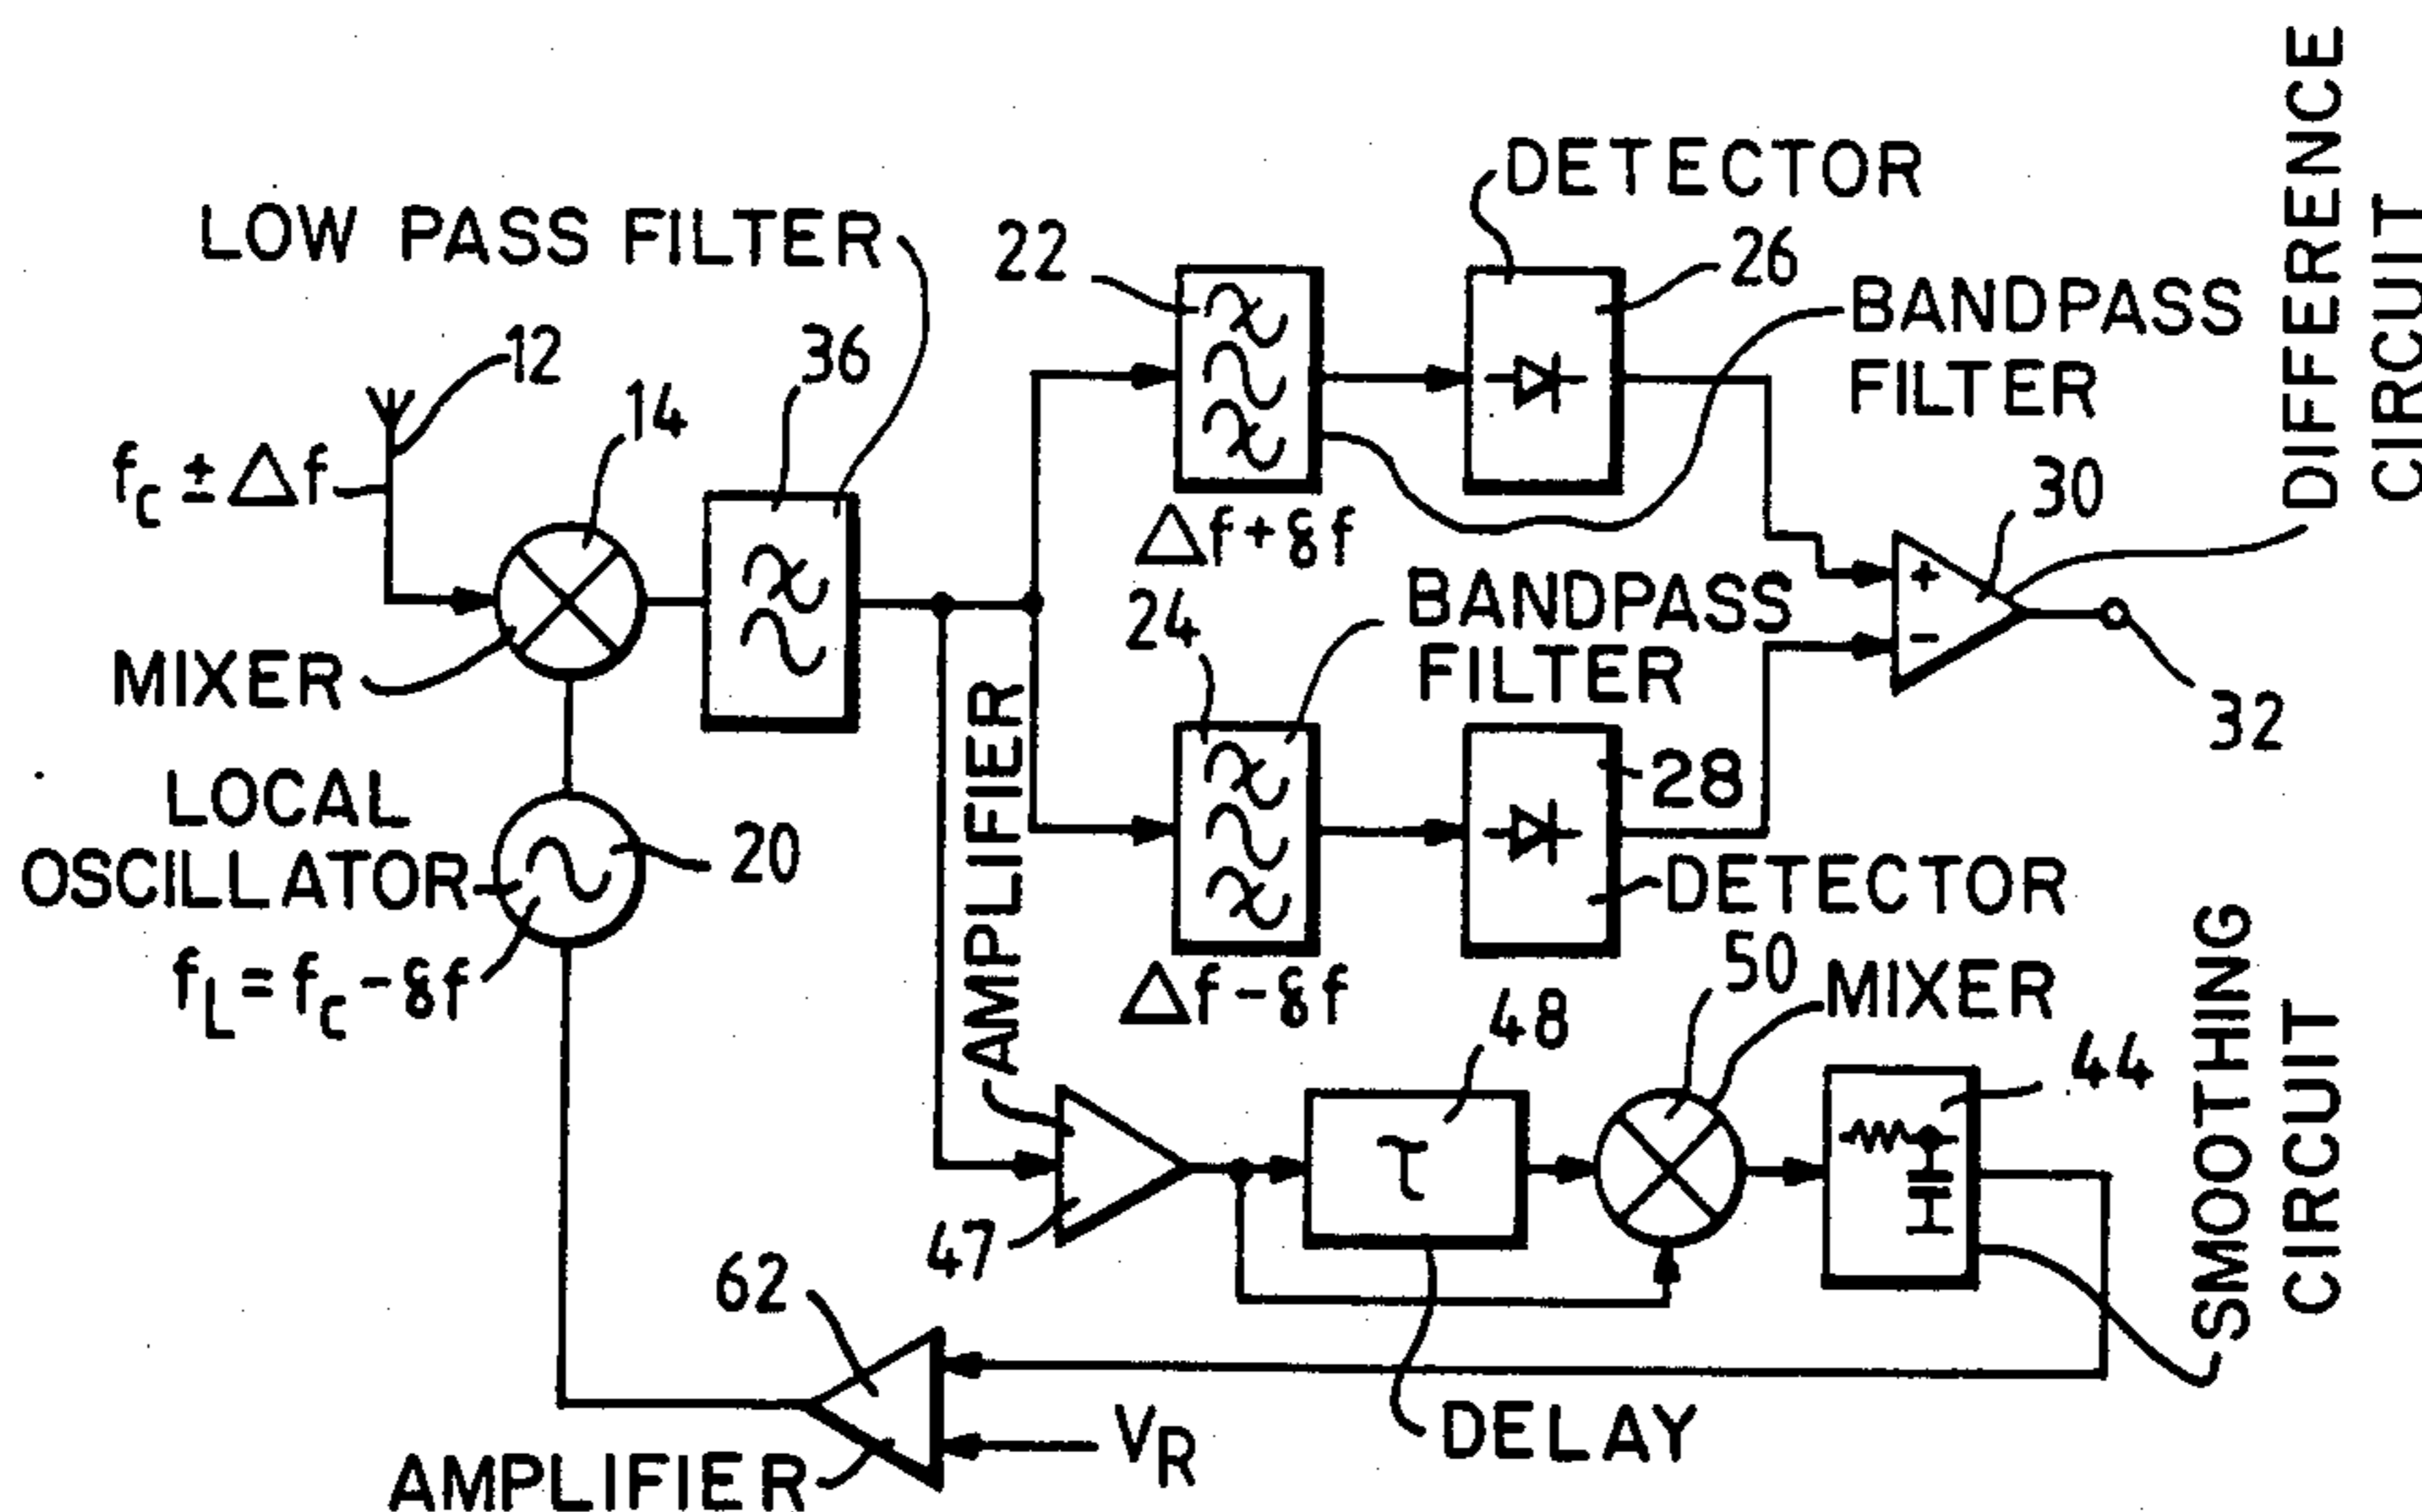 DIFFERENCE
CIRCUIT
DETECTOR
LOW PASS FILTER
22
26
BANDPASS
FILTER
12
36
14
fC ± Δf
30
Δf + δf
24
BANDPASS
FILTER
MIXER
32
AMPLIFIER
LOCAL
OSCILLATOR
20
28
DETECTOR
fL = fC - δf
Δf - δf
50
MIXER
48
44
SMOOTHING
CIRCUIT
τ
47
62
DELAY
VR
AMPLIFIER
+
-